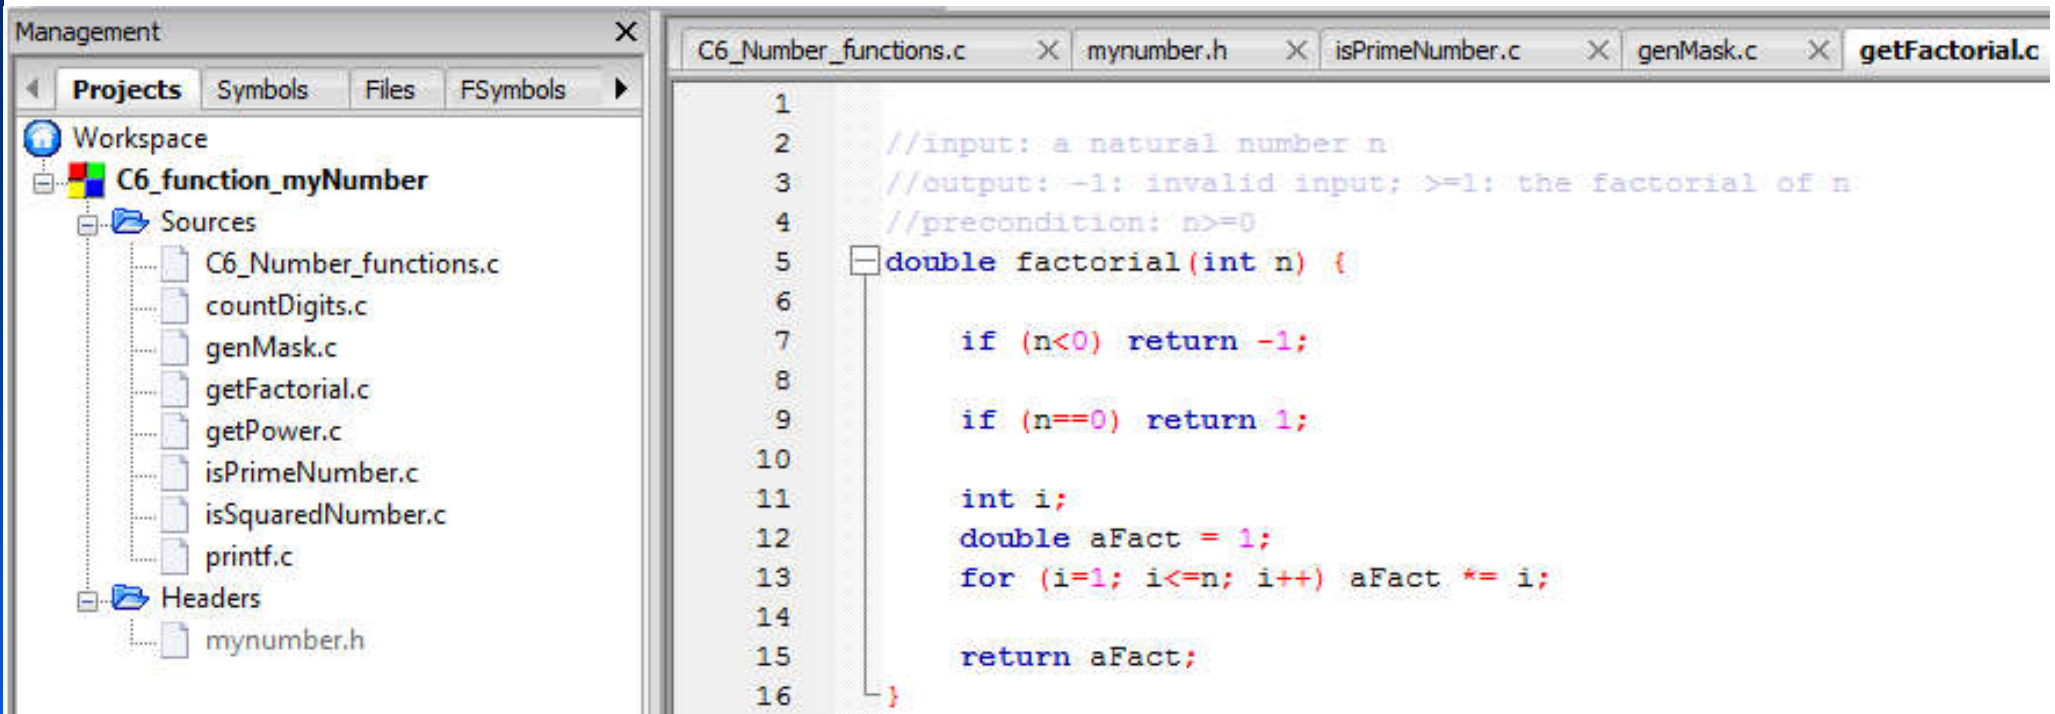 Management
Projects Symbols Files FSymbols
Workspace
C6_function_myNumber
Sources
C6_Number_functions.c
countDigits.c
genMask.c
getFactorial.c
getPower.c
isPrimeNumber.c
isSquaredNumber.c
printf.c
Headers
mynumber.h
C6_Number_functions.c mynumber.h isPrimeNumber.c genMask.c getFactorial.c
1
2 //input: a natural number n
3 //output: -1: invalid input; >=1: the factorial of n
4 //precondition: n>=0
5 double factorial(int n) {
6
7 if (n<0) return -1;
8
9 if (n==0) return 1;
10
11 int i;
12 double aFact = 1;
13 for (i=1; i<=n; i++) aFact *= i;
14
15 return aFact;
16 }